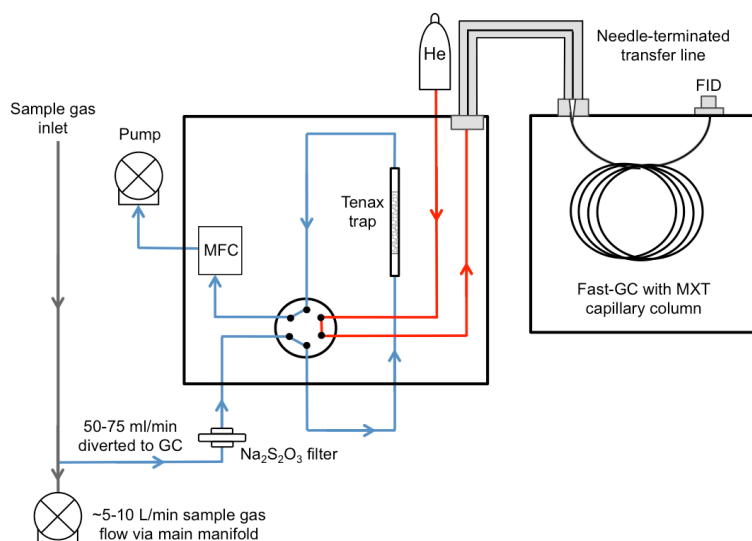 Sample gas
inlet
Pump
He
Needle-terminated
transfer line
FID
Tenax
trap
MFC
Fast-GC with MXT
capillary column
50-75 ml/min
diverted to GC
Na₂S₂O₃ filter
~5-10 L/min sample gas
flow via main manifold